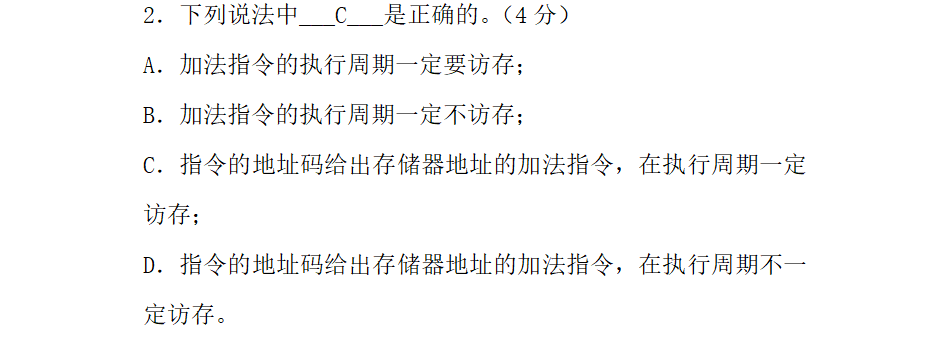 2. 下列说法中___C___是正确的。（4 分）
A. 加法指令的执行周期一定要访存；
B. 加法指令的执行周期一定不访存；
C. 指令的地址码给出存储器地址的加法指令，在执行周期一定
访存；
D. 指令的地址码给出存储器地址的加法指令，在执行周期不一
定访存。